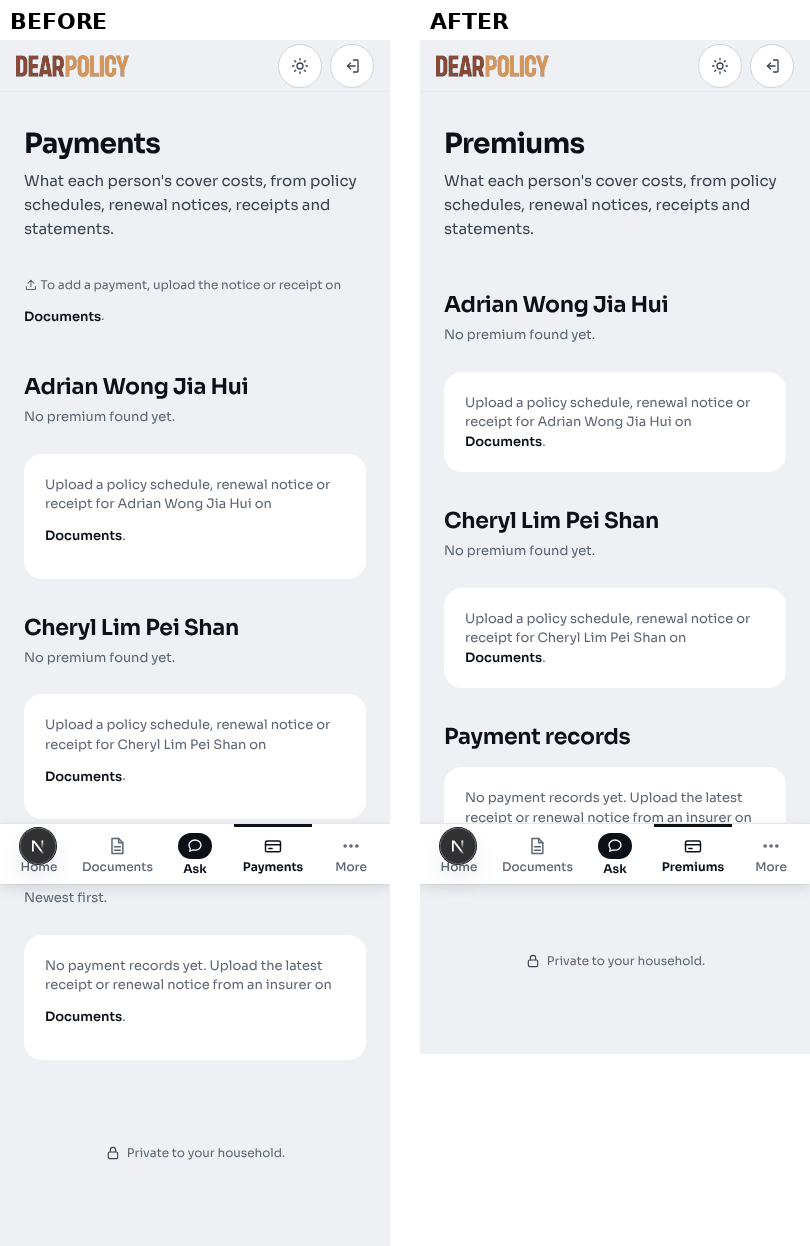 BEFORE
DEARPOLICY
Payments
What each person's cover costs, from policy
schedules, renewal notices, receipts and
statements.
To add a payment, upload the notice or receipt on
Documents.
Adrian Wong Jia Hui
No premium found yet.
Upload a policy schedule, renewal notice or
receipt for Adrian Wong Jia Hui on
Documents.
Cheryl Lim Pei Shan
No premium found yet.
Upload a policy schedule, renewal notice or
receipt for Cheryl Lim Pei Shan on
Documents.
N
Home
Documents
Ask
Payments
More
Newest first.
No payment records yet. Upload the latest
receipt or renewal notice from an insurer on
Documents.
Private to your household.
AFTER
DEARPOLICY
Premiums
What each person's cover costs, from policy
schedules, renewal notices, receipts and
statements.
Adrian Wong Jia Hui
No premium found yet.
Upload a policy schedule, renewal notice or
receipt for Adrian Wong Jia Hui on
Documents.
Cheryl Lim Pei Shan
No premium found yet.
Upload a policy schedule, renewal notice or
receipt for Cheryl Lim Pei Shan on
Documents.
Payment records
No payment records yet. Upload the latest
receipt or renewal notice from an insurer on
N
Home
Documents
Ask
Premiums
More
Private to your household.